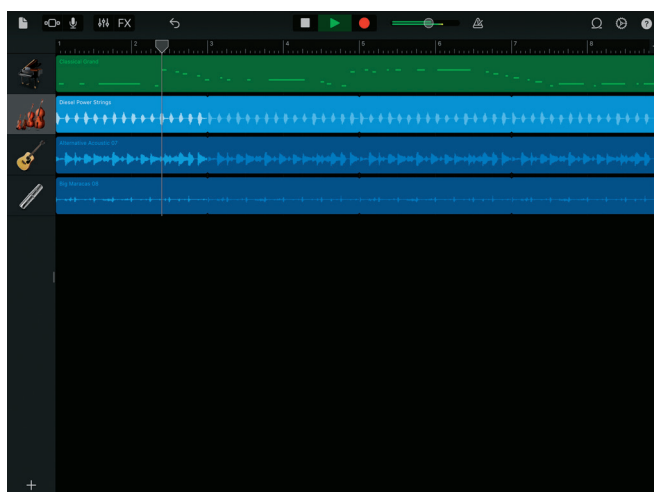 FX
?
1 2 3 4 5 6 7 8
Classical Grand
Diesel Power Strings
Alternative Acoustic 07
Rig Maracas 08